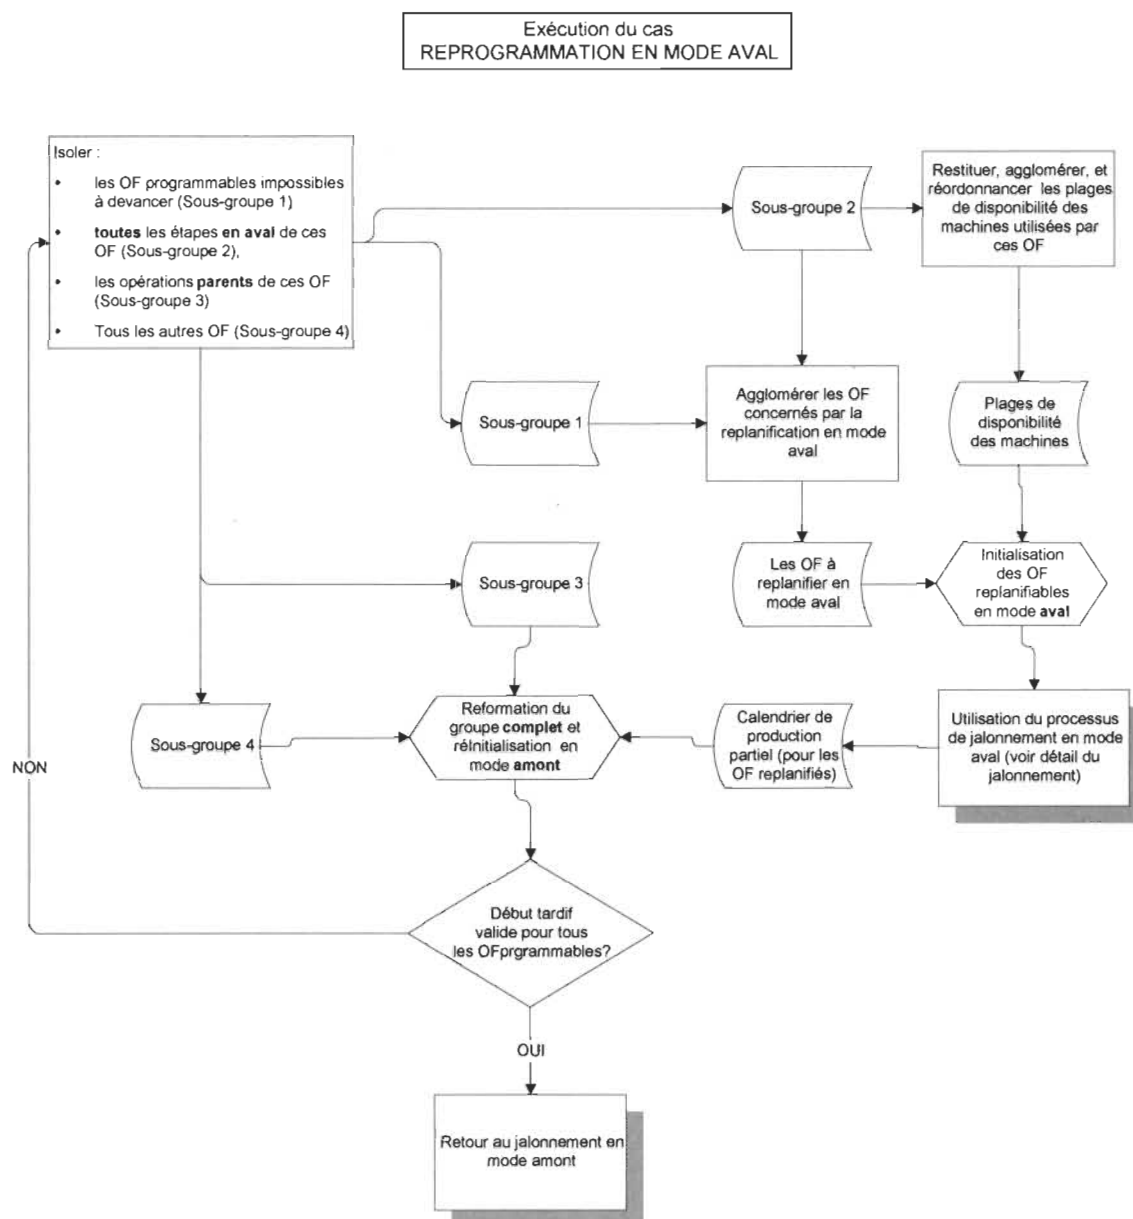 Exécution du cas
REPROGRAMMATION EN MODE AVAL
Isoler :
• les OF programmables impossibles
à devancer (Sous-groupe 1)
• toutes les étapes en aval de ces
OF (Sous-groupe 2),
• les opérations parents de ces OF
(Sous-groupe 3)
• Tous les autres OF (Sous-groupe 4)
Sous-groupe 2
Restituer, agglomérer, et
réordonnancer les plages
de disponibilité des
machines utilisées par
ces OF
Sous-groupe 1
Agglomérer les OF
concernés par la
replanification en mode
aval
Plages de
disponibilité
des machines
Sous-groupe 3
Les OF à
replanifier en
mode aval
Initialisation
des OF
replanifiables
en mode aval
Sous-groupe 4
Reformation du
groupe complet et
réInitialisation en
mode amont
Calendrier de
production
partiel (pour les
OF replanifiés)
Utilisation du processus
de jalonnement en mode
aval (voir détail du
jalonnement)
NON
Début tardif
valide pour tous
les OFprgrammables?
OUI
Retour au jalonnement en
mode amont